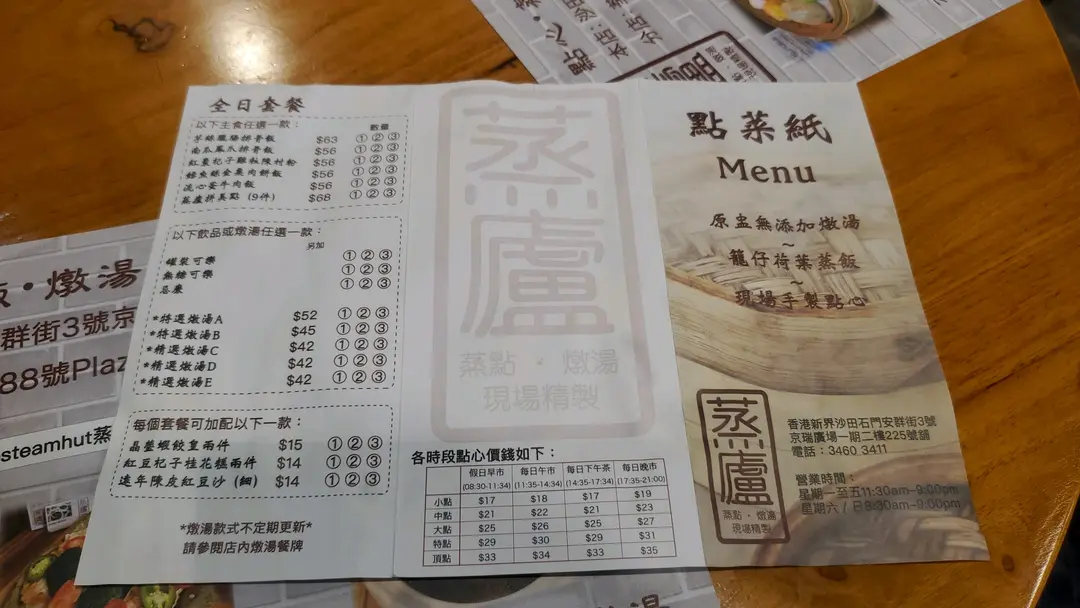 全日套餐
以下主食任選一款：
數量
芋絲臘腸排骨飯 $63 ① ② ③
南瓜鳳爪排骨飯 $56 ① ② ③
紅棗杞子雞板陳村粉 $56 ① ② ③
鱆魚絲金粟肉餅飯 $56 ① ② ③
流心蛋牛肉飯 $56 ① ② ③
蒸廬拼美點 (9件) $68 ① ② ③
以下飲品或燉湯任選一款：
另加
罐裝可樂 ① ② ③
無糖可樂 ① ② ③
忌廉 ① ② ③
*特選燉湯A $52 ① ② ③
*特選燉湯B $45 ① ② ③
*精選燉湯C $42 ① ② ③
*精選燉湯D $42 ① ② ③
*精選燉湯E $42 ① ② ③
每個套餐可加配以下一款：
晶瑩蝦餃皇兩件 $15 ① ② ③
紅豆杞子桂花糕兩件 $14 ① ② ③
遠年陳皮紅豆沙 (細) $14 ① ② ③
*燉湯款式不定期更新*
請參閱店內燉湯餐牌
蒸廬
蒸點 · 燉湯
現場精製
各時段點心價錢如下：
假日早市 每日午市 每日下午茶 每日晚市
(08:30-11:34) (11:35-14:34) (14:35-17:34) (17:35-21:00)
小點 $17 $18 $17 $19
中點 $21 $22 $21 $23
大點 $25 $26 $25 $27
特點 $29 $30 $29 $31
頂點 $33 $34 $33 $35
點菜紙
Menu
原盅無添加燉湯
~
籠仔荷葉蒸飯
~
現場手製點心
蒸廬
蒸點 · 燉湯
現場精製
香港新界沙田石門安群街3號
京瑞廣場一期二樓225號舖
電話：3460 3411
營業時間：
星期一至五11:30am-9:00pm
星期六 / 日8:30am-9:00pm
· 燉湯
群街3號京
88號Plaz
steamhut蒸
點心 ·
本店：沙田
分店：